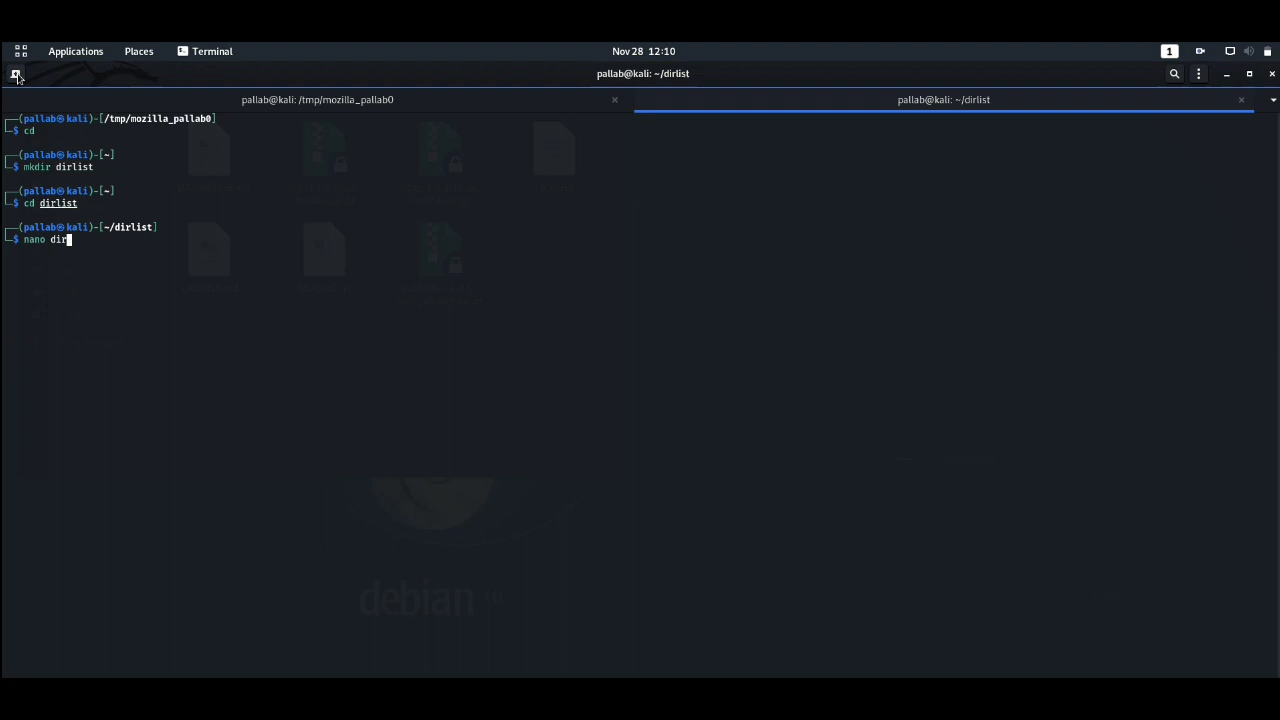 Applications Places Terminal Nov 28 12:10 1
pallab@kali: ~/dirlist
pallab@kali: /tmp/mozilla_pallab0 × pallab@kali: ~/dirlist ×
┌──(pallab㉿kali)-[/tmp/mozilla_pallab0]
└─$ cd
┌──(pallab㉿kali)-[~]
└─$ mkdir dirlist
┌──(pallab㉿kali)-[~]
└─$ cd dirlist
┌──(pallab㉿kali)-[~/dirlist]
└─$ nano dir
debian 10